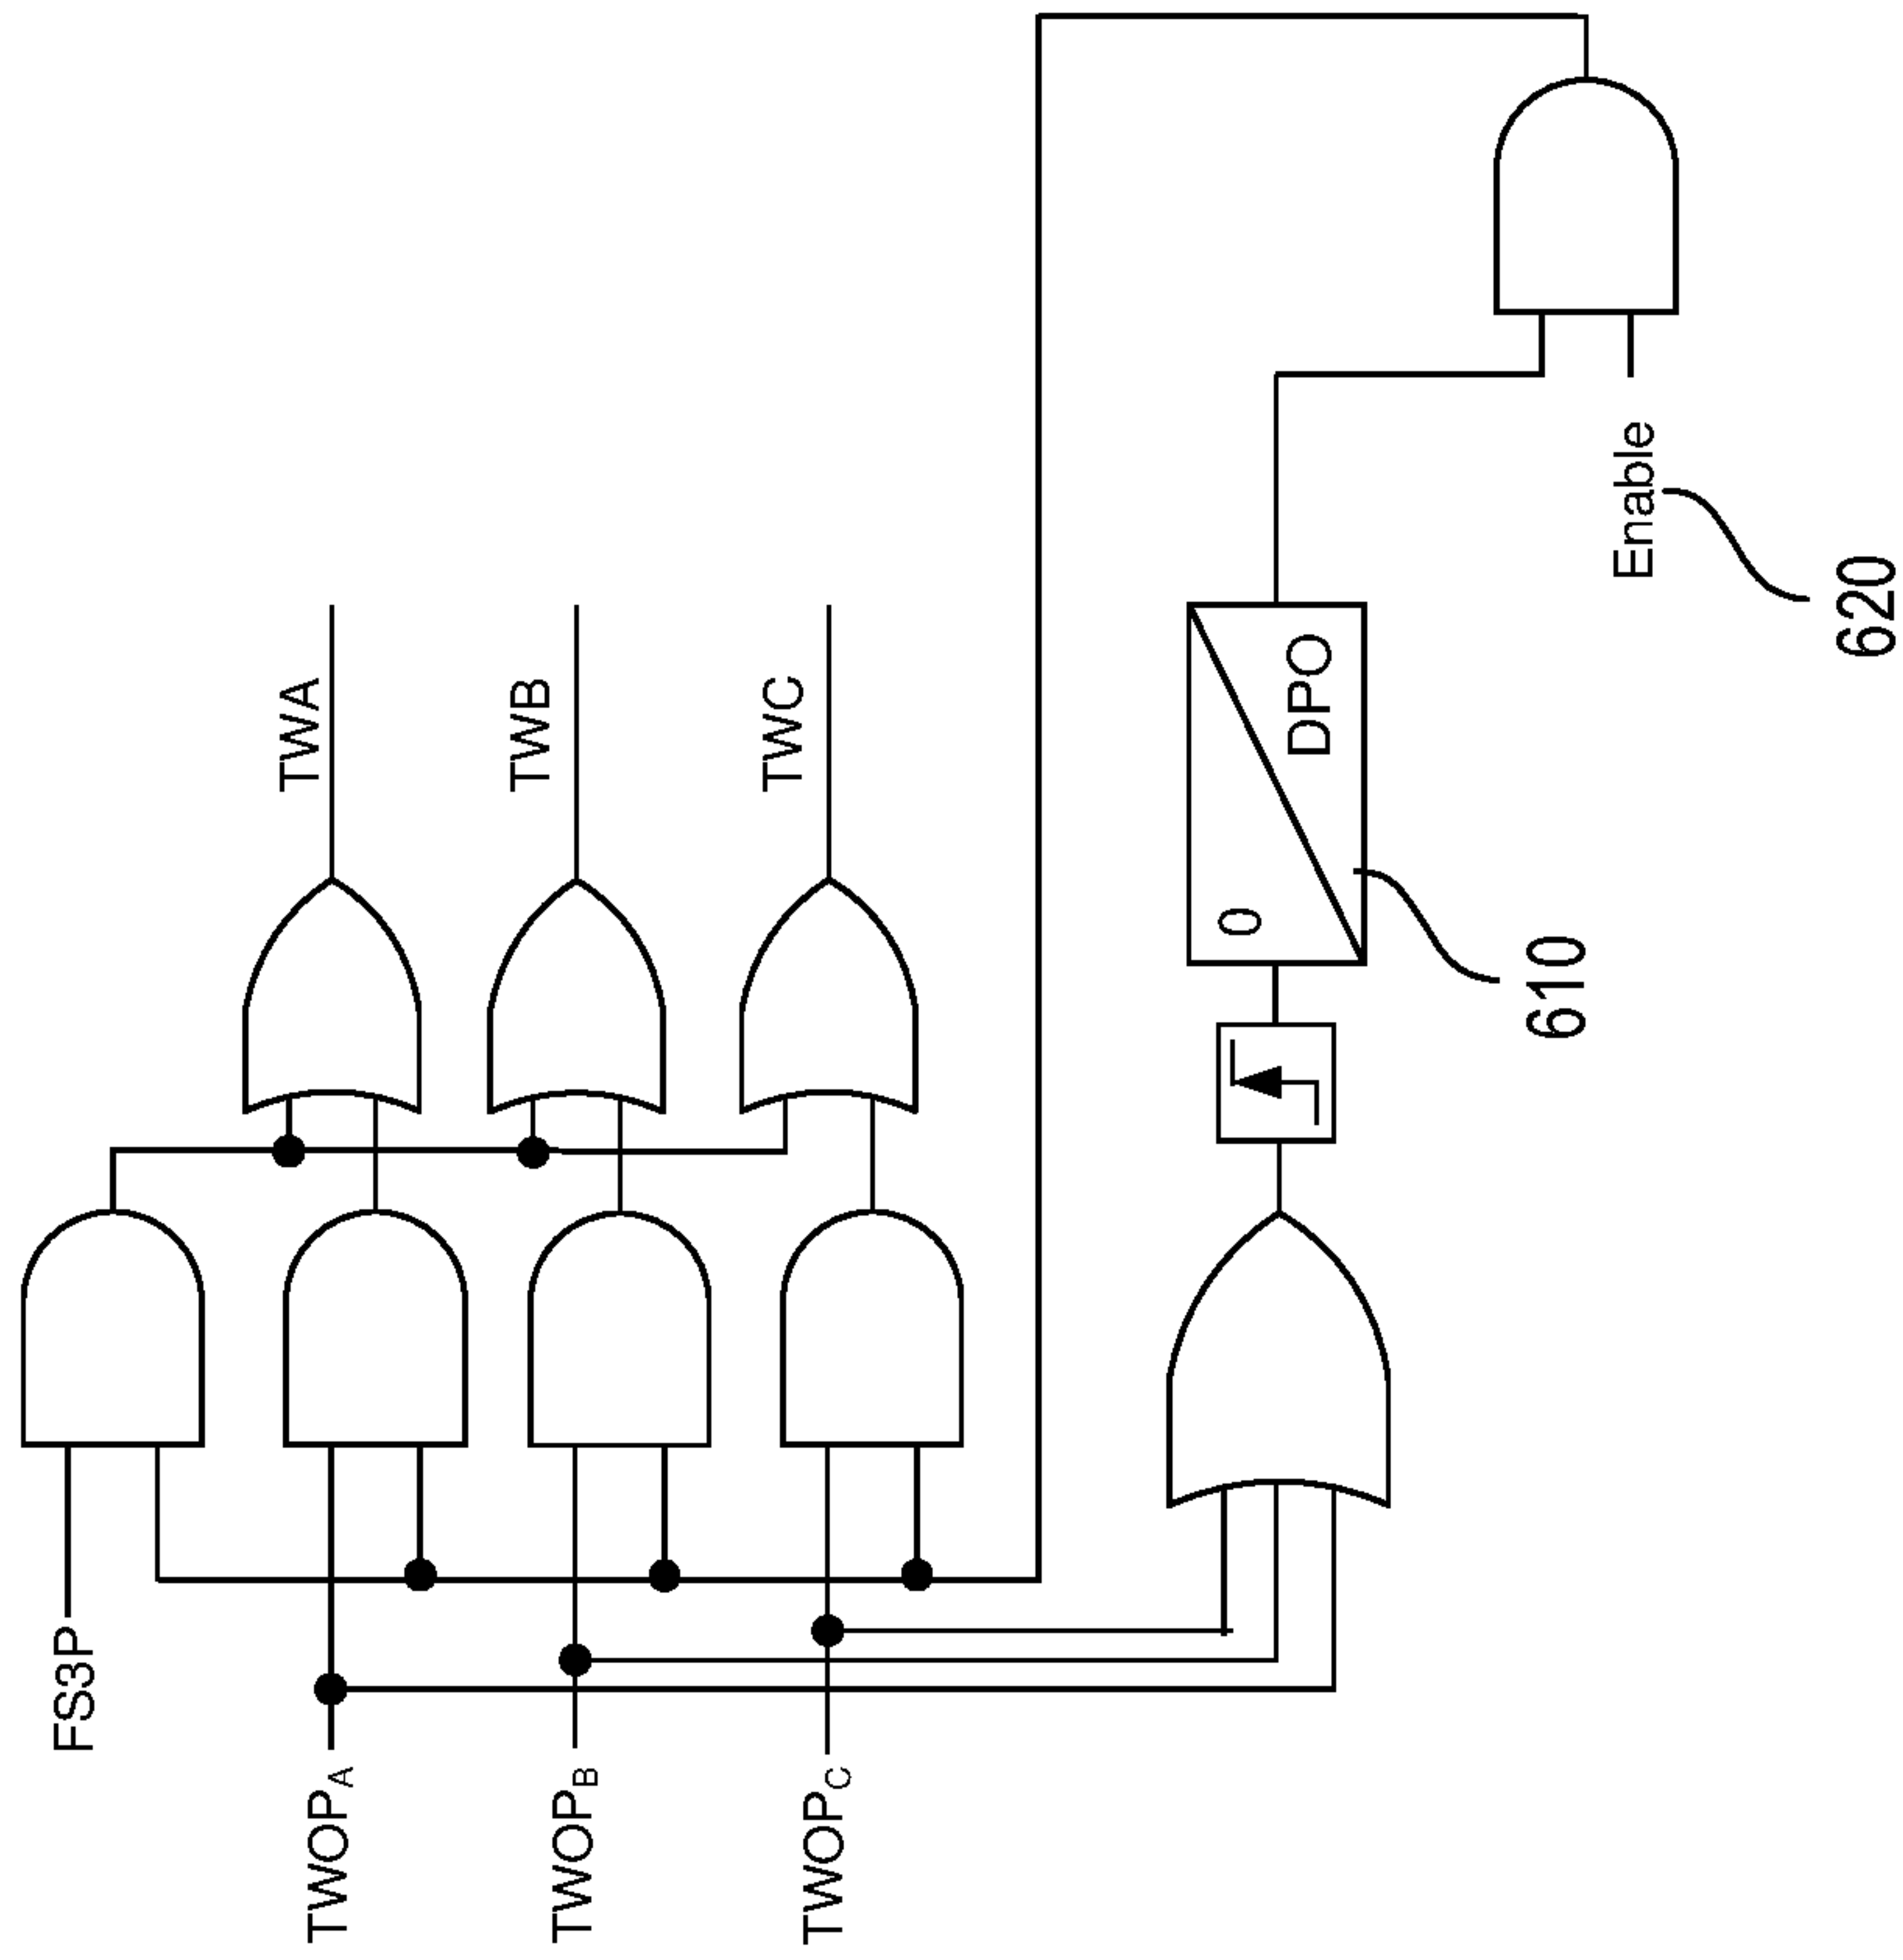 FS3P
TWOPA
TWOPB
TWOPC
TWA
TWB
TWC
0
DPO
610
Enable
620